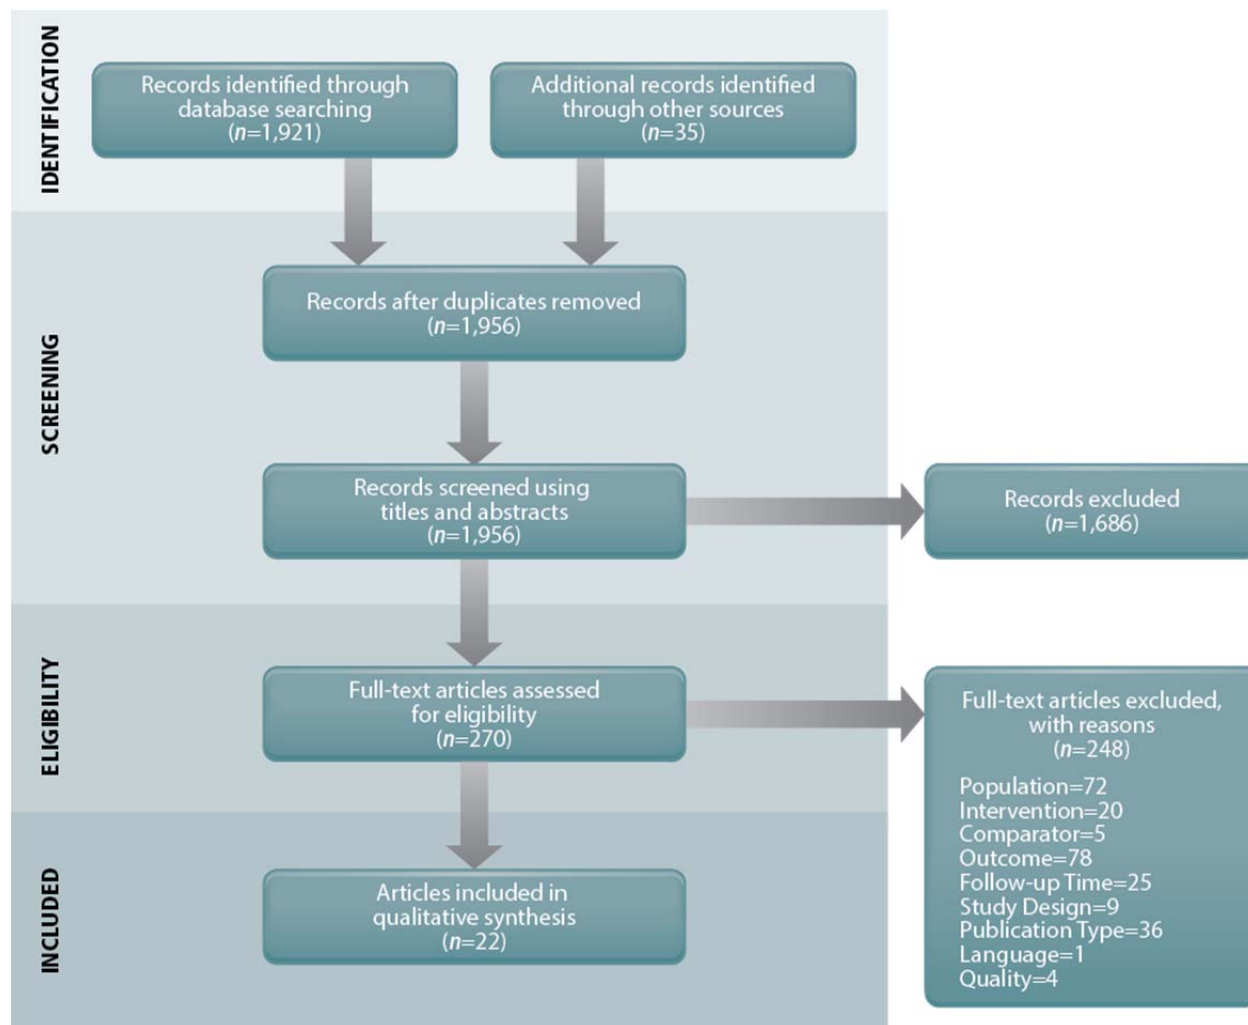 IDENTIFICATION
Records identified through
database searching
(n=1,921)
Additional records identified
through other sources
(n=35)
SCREENING
Records after duplicates removed
(n=1,956)
Records screened using
titles and abstracts
(n=1,956)
Records excluded
(n=1,686)
ELIGIBILITY
Full-text articles assessed
for eligibility
(n=270)
Full-text articles excluded,
with reasons
(n=248)
Population=72
Intervention=20
Comparator=5
Outcome=78
Follow-up Time=25
Study Design=9
Publication Type=36
Language=1
Quality=4
INCLUDED
Articles included in
qualitative synthesis
(n=22)